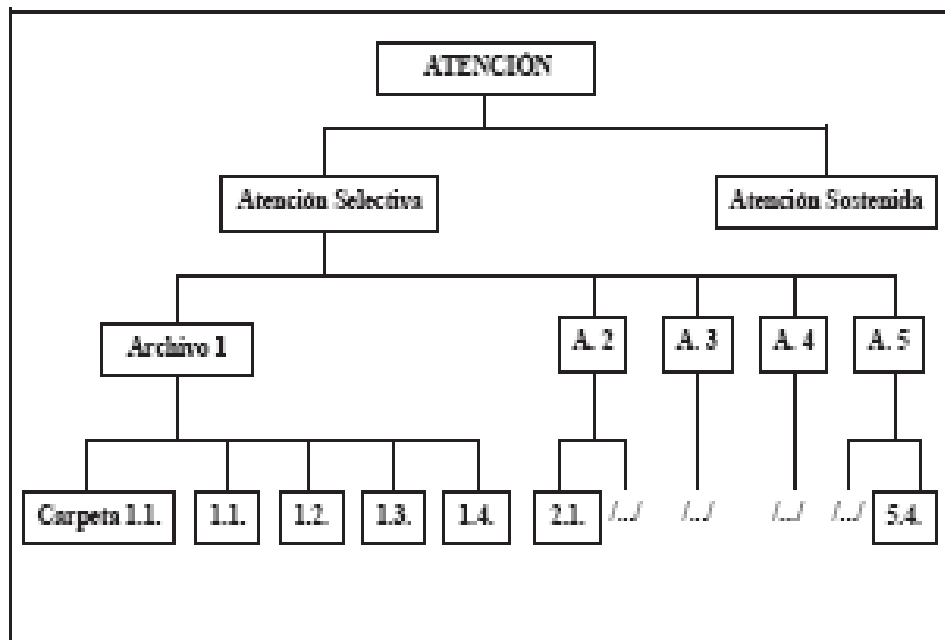 ATENCIÓN
Atención Selectiva
Atención Sostenida
Archivo 1
A. 2
A. 3
A. 4
A. 5
Carpeta 1.1.
1.1.
1.2.
1.3.
1.4.
2.1.
/.../
/.../
/.../
/.../
5.4.